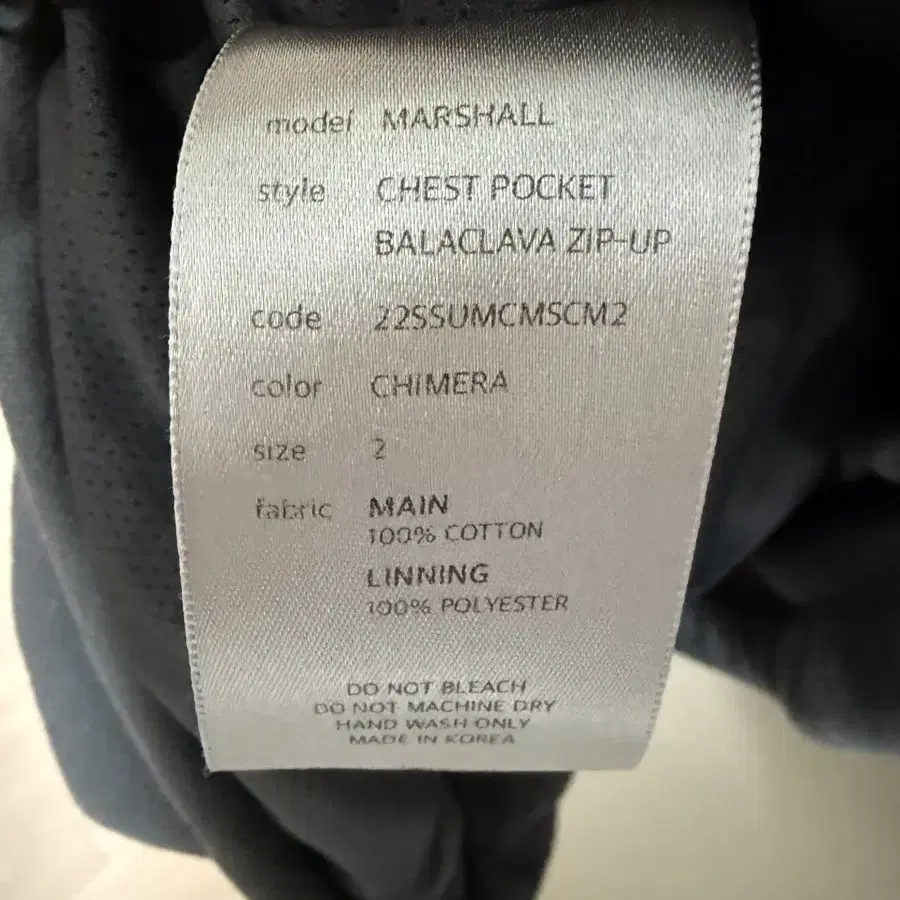 model MARSHALL
style CHEST POCKET
BALACLAVA ZIP-UP
code 22SSUMCMSCM2
color CHIMERA
size 2
fabric MAIN
100% COTTON
LINNING
100% POLYESTER
DO NOT BLEACH
DO NOT MACHINE DRY
HAND WASH ONLY
MADE IN KOREA